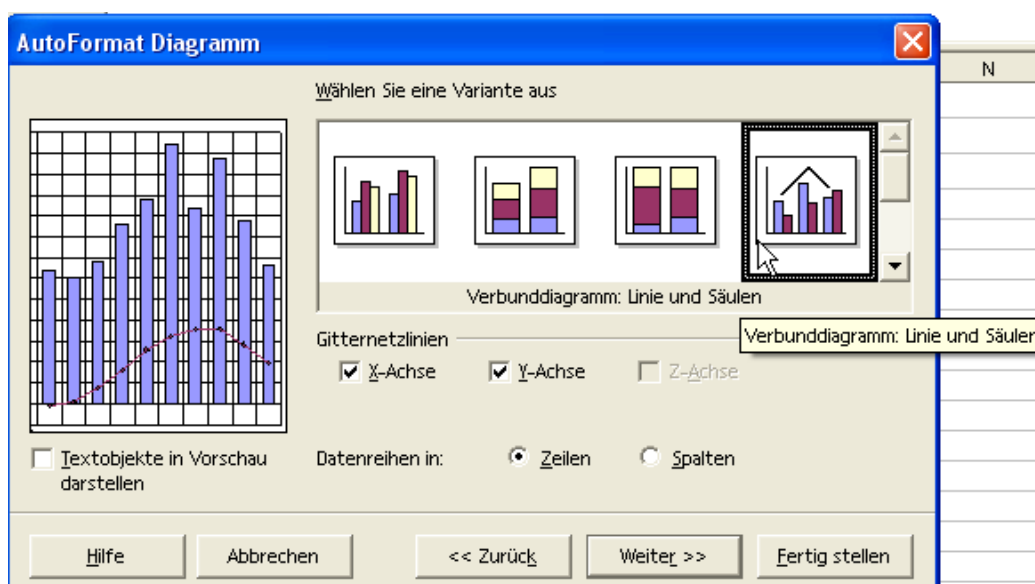 AutoFormat Diagramm
N
Wählen Sie eine Variante aus
Verbunddiagramm: Linie und Säulen
Verbunddiagramm: Linie und Säulen
Gitternetzlinien
X-Achse
Y-Achse
Z-Achse
Textobjekte in Vorschau
darstellen
Datenreihen in:
Zeilen
Spalten
Hilfe
Abbrechen
<< Zurück
Weiter >>
Fertig stellen